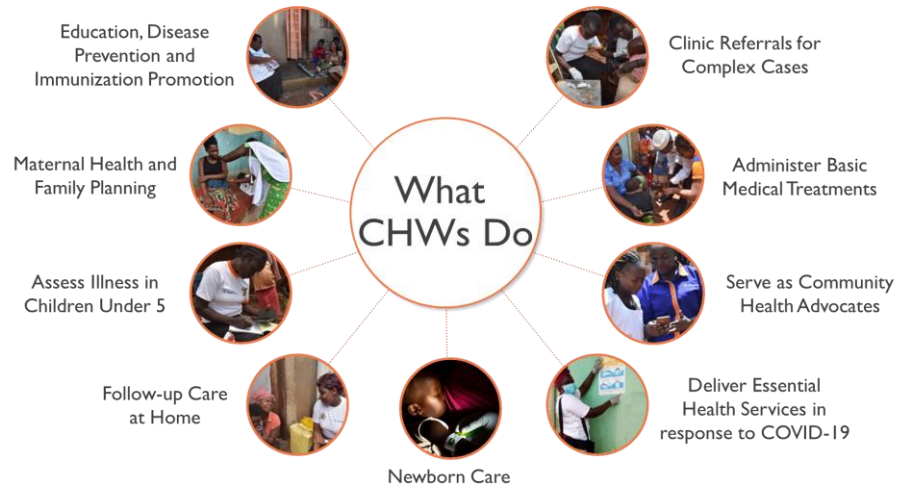 Education, Disease
Prevention and
Immunization Promotion
Clinic Referrals for
Complex Cases
Maternal Health and
Family Planning
What
CHWs Do
Administer Basic
Medical Treatments
Assess Illness in
Children Under 5
Serve as Community
Health Advocates
Follow-up Care
at Home
Deliver Essential
Health Services in
response to COVID-19
Newborn Care